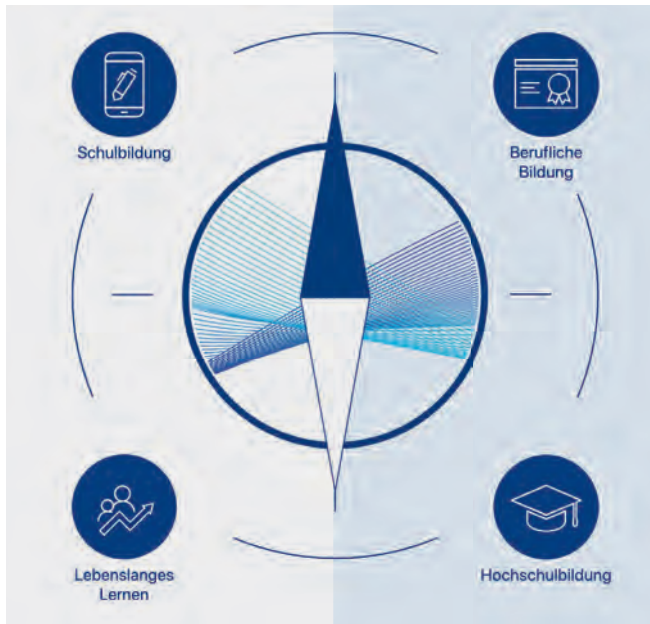 Schulbildung
Berufliche
Bildung
Lebenslanges
Lernen
Hochschulbildung